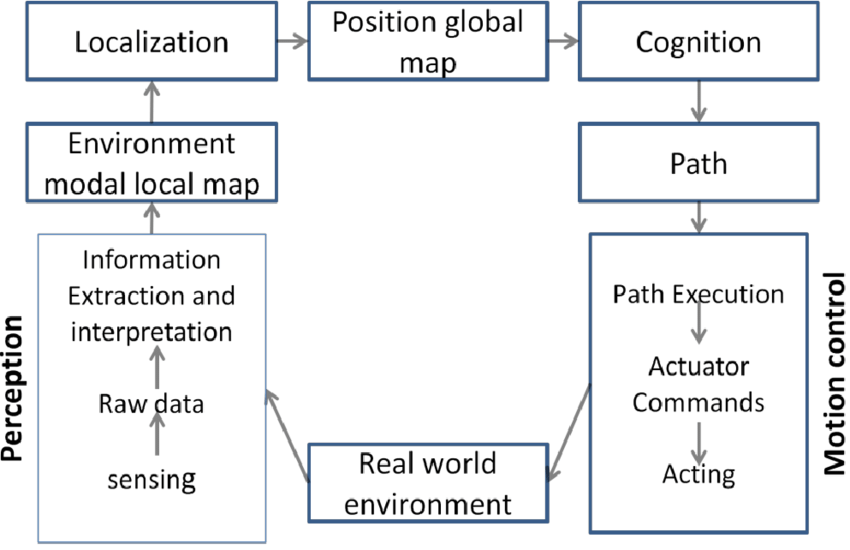 Localization
Position global
map
Cognition
Environment
modal local map
Path
Perception
Information
Extraction and
interpretation
Raw data
sensing
Real world
environment
Path Execution
Actuator
Commands
Acting
Motion control